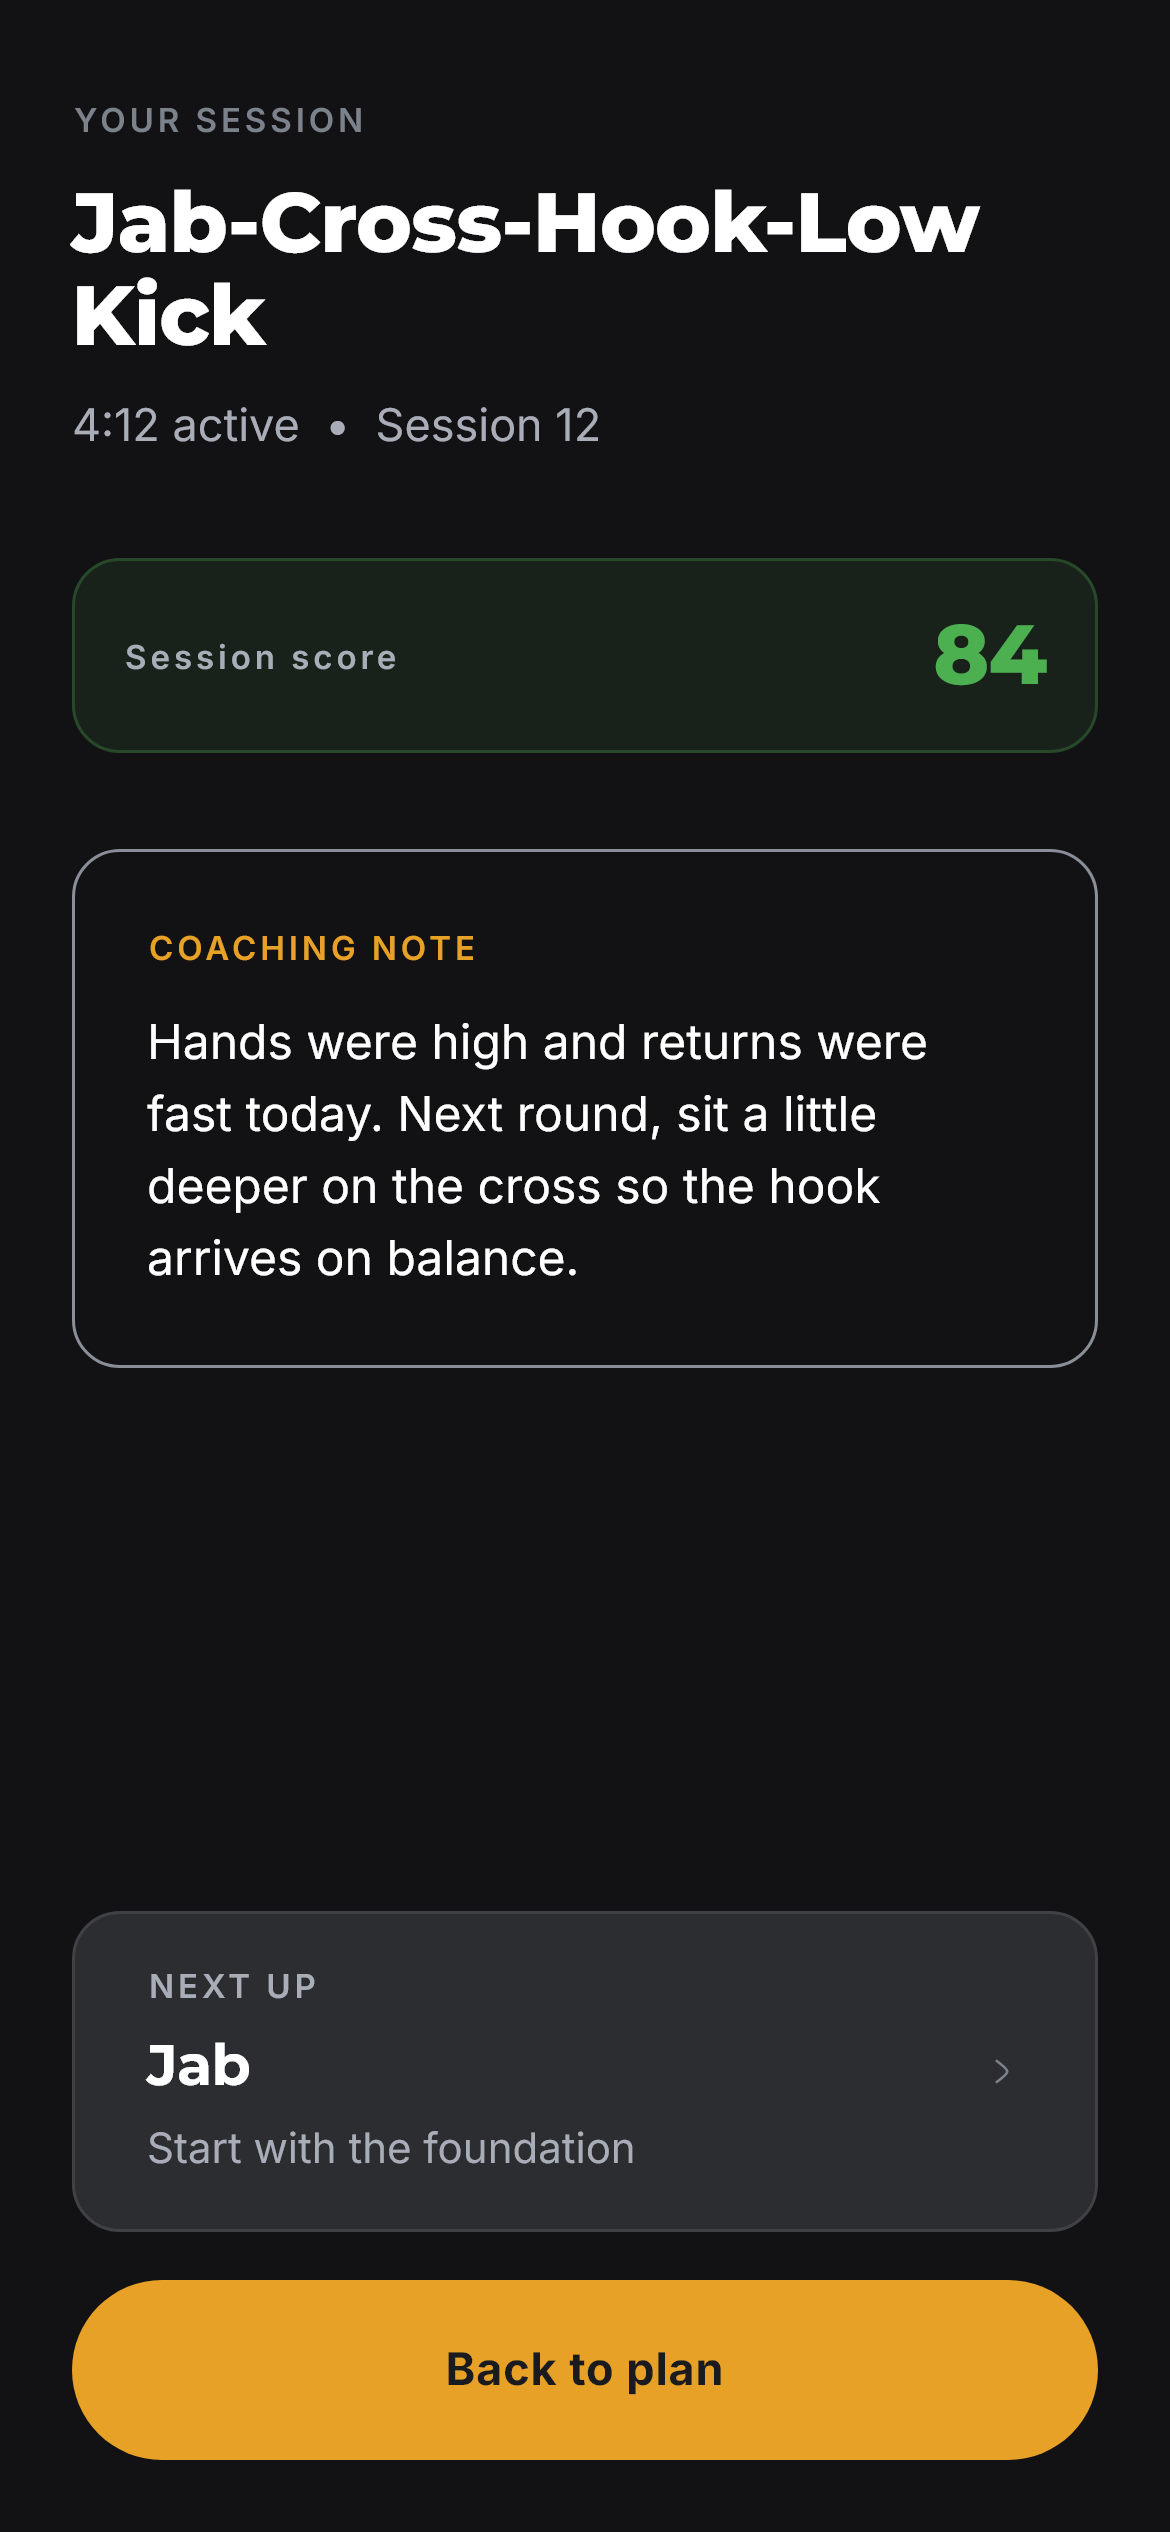 YOUR SESSION
Jab-Cross-Hook-Low
Kick
4:12 active • Session 12
Session score
84
COACHING NOTE
Hands were high and returns were
fast today. Next round, sit a little
deeper on the cross so the hook
arrives on balance.
NEXT UP
Jab
Start with the foundation
Back to plan